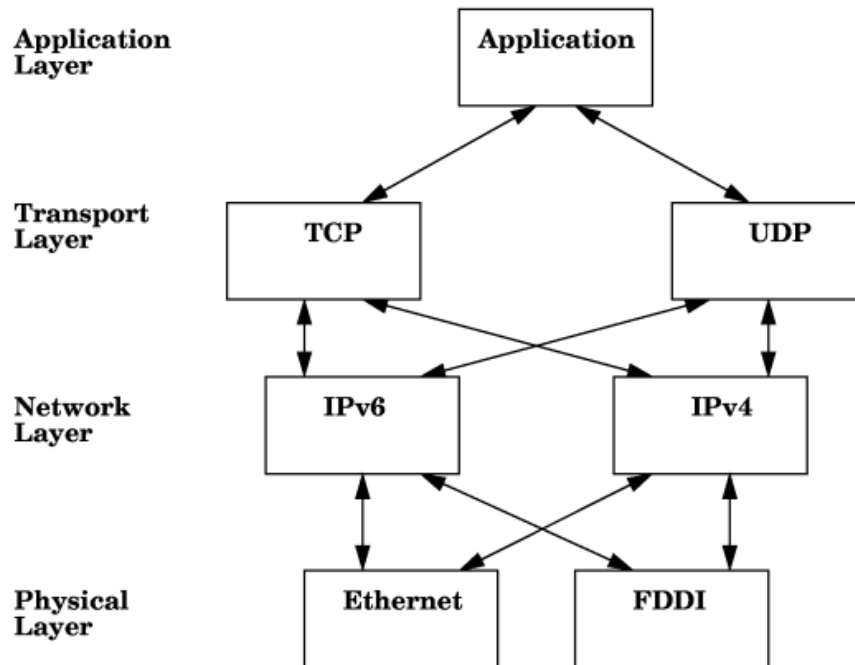 Application
Layer
Application
Transport
Layer
TCP
UDP
Network
Layer
IPv6
IPv4
Physical
Layer
Ethernet
FDDI